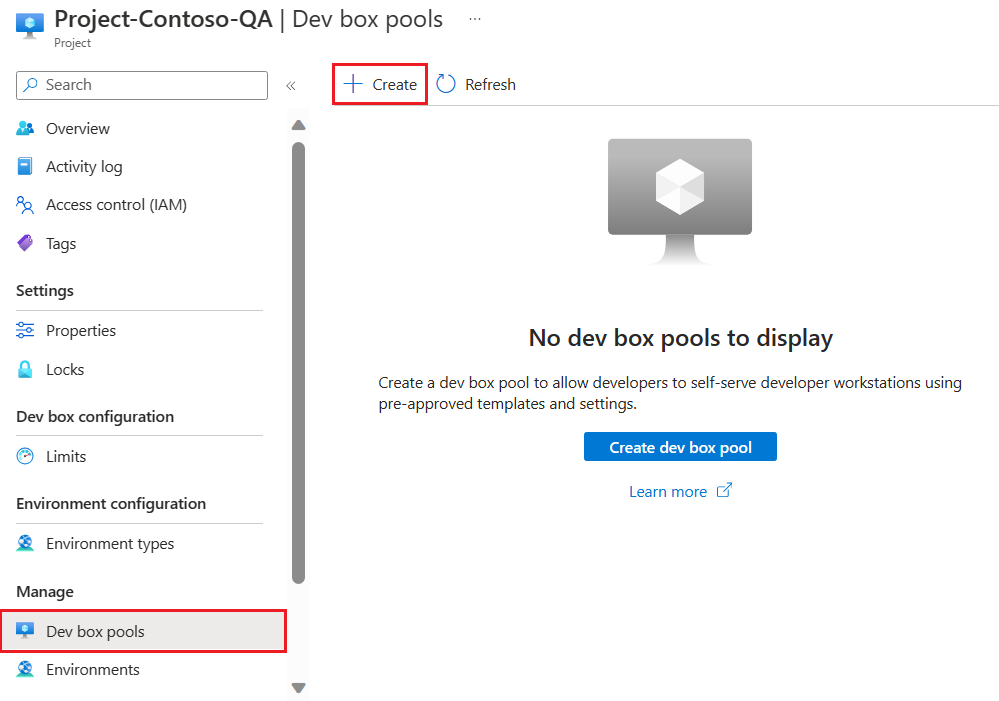 Project-Contoso-QA | Dev box pools ...
Project
Search
«
Create
Refresh
Overview
Activity log
Access control (IAM)
Tags
Settings
Properties
Locks
Dev box configuration
Limits
Environment configuration
Environment types
Manage
Dev box pools
Environments
No dev box pools to display
Create a dev box pool to allow developers to self-serve developer workstations using
pre-approved templates and settings.
Create dev box pool
Learn more